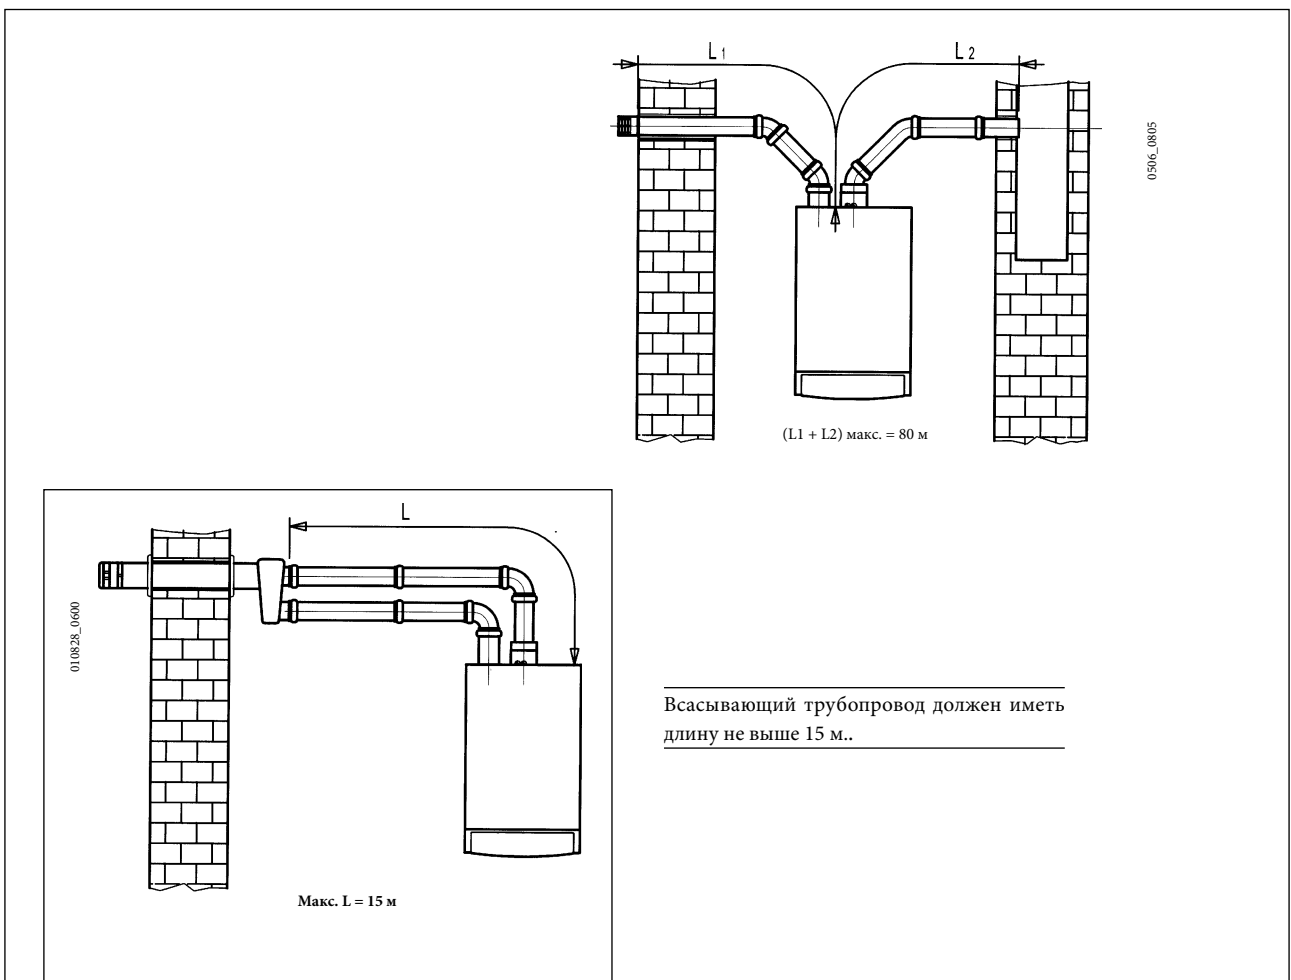 L1
L2
0506_0805
(L1 + L2) макс. = 80 м
L
010828_0600
Всасывающий трубопровод должен иметь
длину не выше 15 м..
Макс. L = 15 м